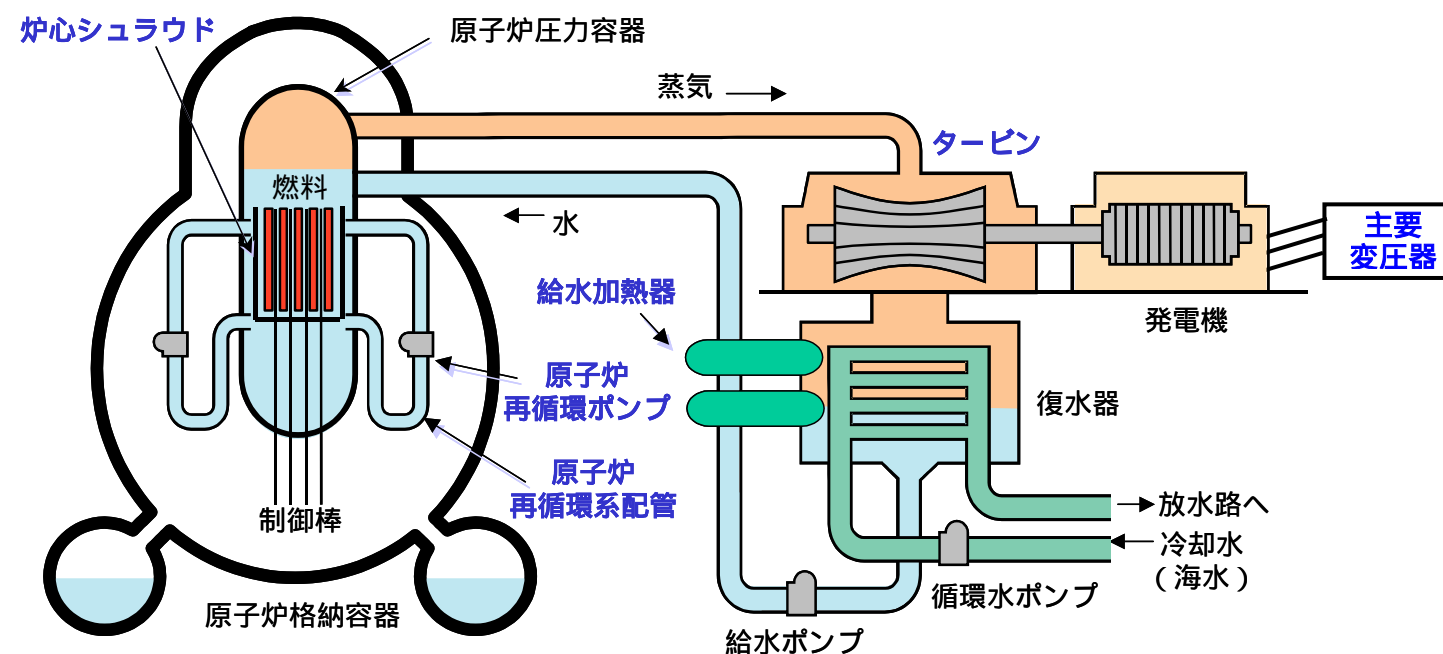 炉心シュラウド
原子炉圧力容器
蒸気
タービン
燃料
水
主要
変圧器
給水加熱器
発電機
原子炉
再循環ポンプ
復水器
原子炉
再循環系配管
制御棒
放水路へ
冷却水
(海水)
循環水ポンプ
原子炉格納容器
給水ポンプ